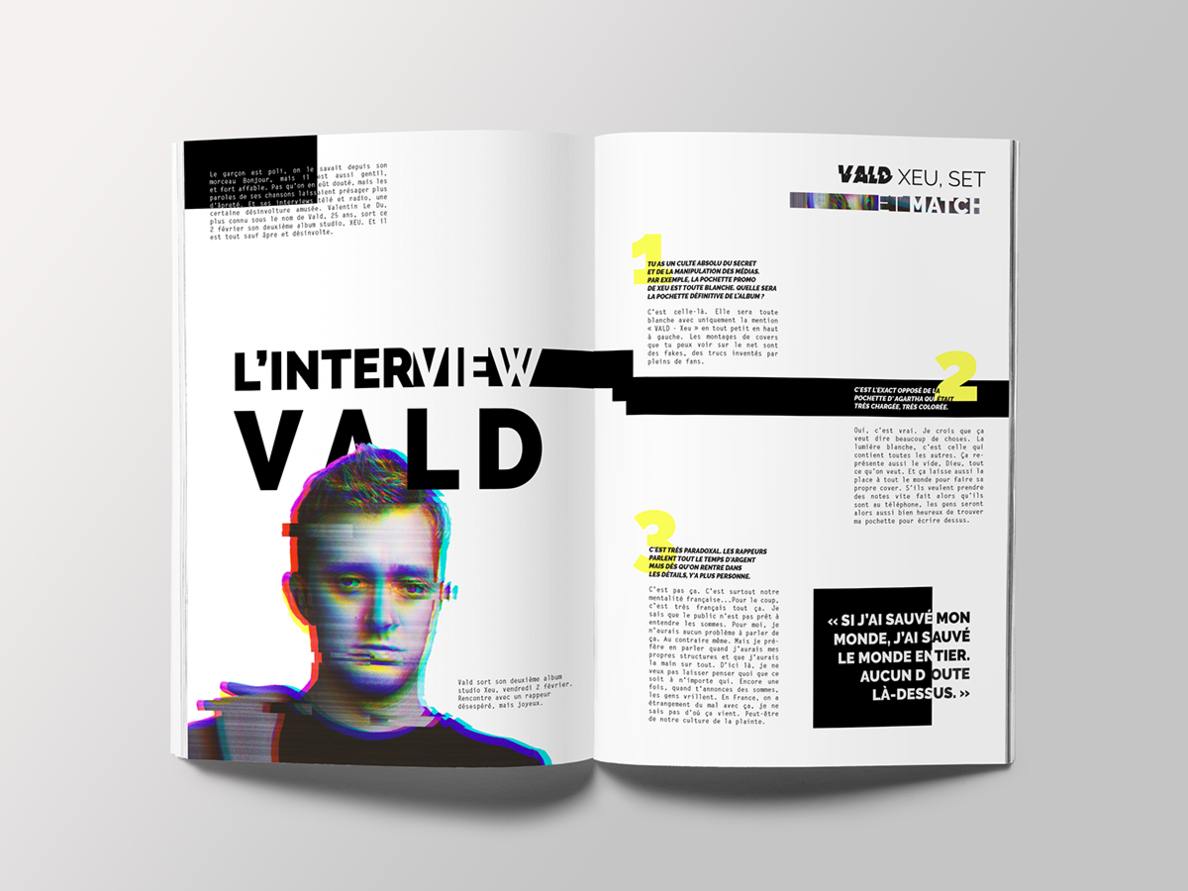 Le garçon est poli, on le savait depuis son
morceau Bonjour, mais il est aussi gentil,
et fort affable. Pas qu'on en eût douté, mais les
paroles de ses chansons laissaient présager plus
d'âpreté. Et ses interviews télé et radio, une
certaine désinvolture amusée. Valentin Le Du,
plus connu sous le nom de Vald, 25 ans, sort ce
2 février son deuxième album studio, XEU. Et il
est tout sauf âpre et désinvolte.
L'INTERVIEW
VALD
Vald sort son deuxième album
studio Xeu, vendredi 2 février.
Rencontre avec un rappeur
désespéré, mais joyeux.
VALD XEU, SET
ET MATCH
1
TU AS UN CULTE ABSOLU DU SECRET
ET DE LA MANIPULATION DES MÉDIAS.
PAR EXEMPLE, LA POCHETTE PROMO
DE XEU EST TOUTE BLANCHE. QUELLE SERA
LA POCHETTE DÉFINITIVE DE L'ALBUM ?
C'est celle-là. Elle sera toute
blanche avec uniquement la mention
« VALD - Xeu » en tout petit en haut
à gauche. Les montages de covers
que tu peux voir sur le net sont
des fakes, des trucs inventés par
pleins de fans.
2
C'EST L'EXACT OPPOSÉ DE LA
POCHETTE D'AGARTHA QUI ÉTAIT
TRÈS CHARGÉE, TRÈS COLORÉE.
Oui, c'est vrai. Je crois que ça
veut dire beaucoup de choses. La
lumière blanche, c'est celle qui
contient toutes les autres. Ça re-
présente aussi le vide, Dieu, tout
ce qu'on veut. Et ça laisse aussi la
place à tout le monde pour faire sa
propre cover. S'ils veulent prendre
des notes vite fait alors qu'ils
sont au téléphone, les gens seront
alors aussi bien heureux de trouver
ma pochette pour écrire dessus.
3
C'EST TRÈS PARADOXAL. LES RAPPEURS
PARLENT TOUT LE TEMPS D'ARGENT
MAIS DÈS QU'ON RENTRE DANS
LES DÉTAILS, Y'A PLUS PERSONNE.
C'est pas ça. C'est surtout notre
mentalité française...Pour le coup,
c'est très français tout ça. Je
sais que le public n'est pas prêt à
entendre les sommes. Pour moi, je
n'aurais aucun problème à parler de
ça. Au contraire même. Mais je pré-
fère en parler quand j'aurais mes
propres structures et que j'aurais
la main sur tout. D'ici là, je ne
veux pas laisser penser quoi que ce
soit à n'importe qui. Encore une
fois, quand t'annonces des sommes,
les gens vrillent. En France, on a
étrangement du mal avec ça, je ne
sais pas d'où ça vient. Peut-être
de notre culture de la plainte.
« SI J'AI SAUVÉ MON
MONDE, J'AI SAUVÉ
LE MONDE ENTIER.
AUCUN DOUTE
LÀ-DESSUS. »